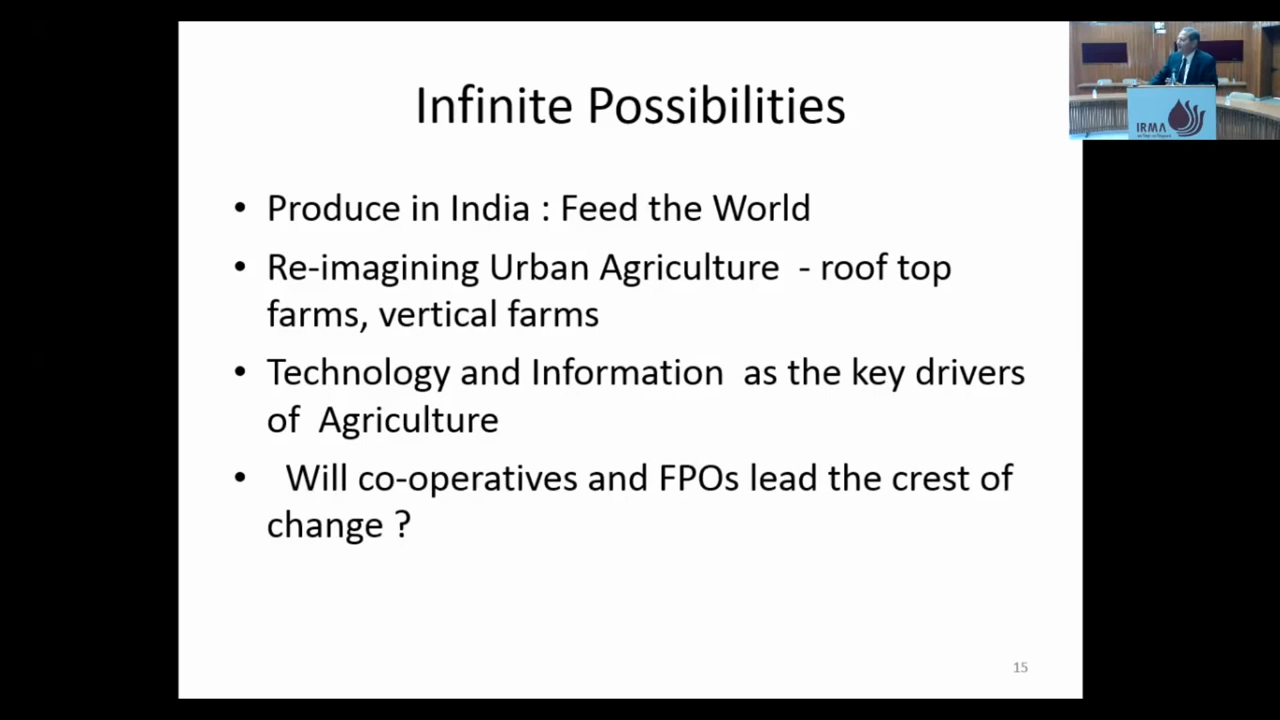 Infinite Possibilities
• Produce in India : Feed the World
• Re-imagining Urban Agriculture - roof top
farms, vertical farms
• Technology and Information as the key drivers
of Agriculture
• Will co-operatives and FPOs lead the crest of
change ?
15
IRMA